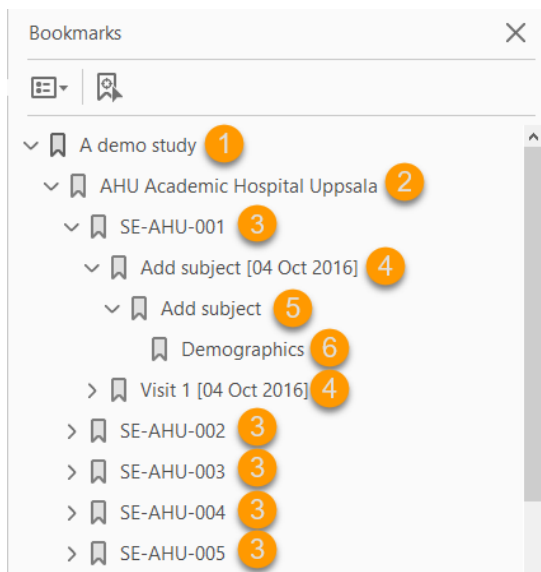 Bookmarks
A demo study 1
AHU Academic Hospital Uppsala 2
SE-AHU-001 3
Add subject [04 Oct 2016] 4
Add subject 5
Demographics 6
Visit 1 [04 Oct 2016] 4
SE-AHU-002 3
SE-AHU-003 3
SE-AHU-004 3
SE-AHU-005 3